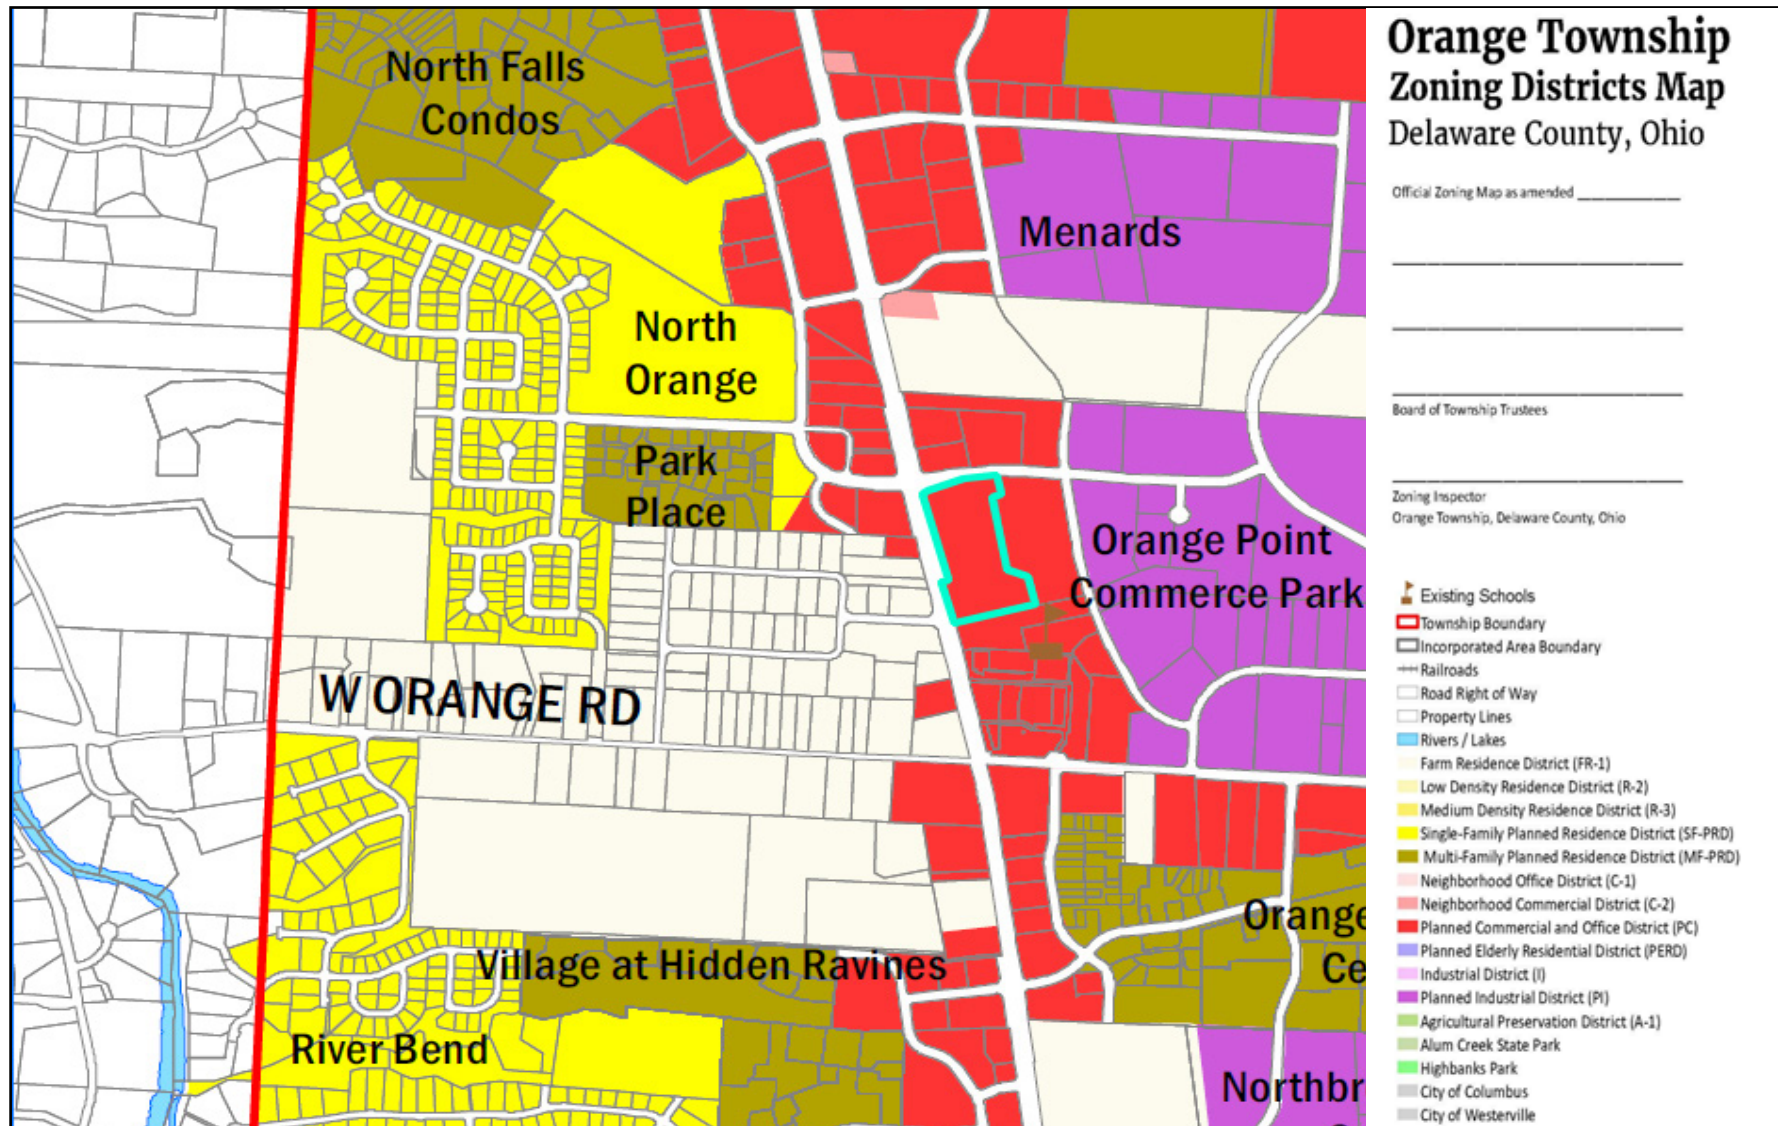 Orange Township
Zoning Districts Map
Delaware County, Ohio
Official Zoning Map as amended
Board of Township Trustees
Zoning Inspector
Orange Township, Delaware County, Ohio
North Falls
Condos
Menards
North
Orange
Park
Place
Orange Point
Commerce Park
W ORANGE RD
Orange
Ce
Village at Hidden Ravines
River Bend
Northbr
Existing Schools
Township Boundary
Incorporated Area Boundary
Railroads
Road Right of Way
Property Lines
Rivers / Lakes
Farm Residence District (FR-1)
Low Density Residence District (R-2)
Medium Density Residence District (R-3)
Single-Family Planned Residence District (SF-PRD)
Multi-Family Planned Residence District (MF-PRD)
Neighborhood Office District (C-1)
Neighborhood Commercial District (C-2)
Planned Commercial and Office District (PC)
Planned Elderly Residential District (PERD)
Industrial District (I)
Planned Industrial District (PI)
Agricultural Preservation District (A-1)
Alum Creek State Park
Highbanks Park
City of Columbus
City of Westerville